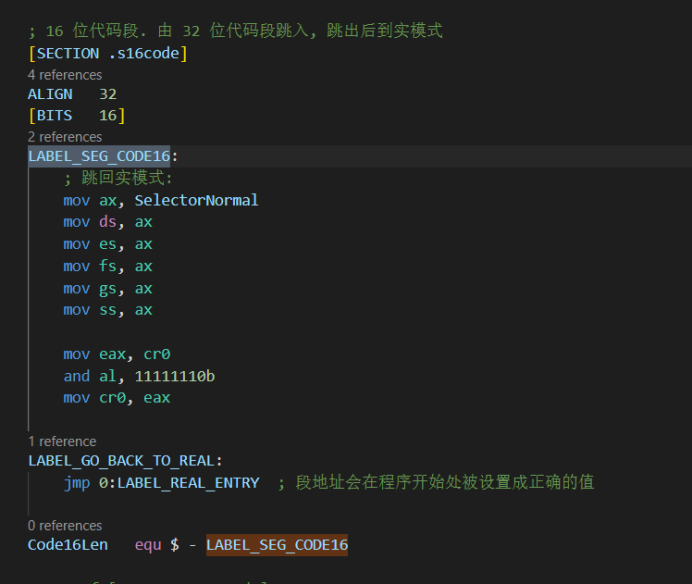 ; 16 位代码段. 由 32 位代码段跳入, 跳出后到实模式
[SECTION .s16code]
4 references
ALIGN   32
[BITS   16]
2 references
LABEL_SEG_CODE16:
    ; 跳回实模式:
    mov ax, SelectorNormal
    mov ds, ax
    mov es, ax
    mov fs, ax
    mov gs, ax
    mov ss, ax

    mov eax, cr0
    and al, 11111110b
    mov cr0, eax

1 reference
LABEL_GO_BACK_TO_REAL:
    jmp 0:LABEL_REAL_ENTRY  ; 段地址会在程序开始处被设置成正确的值

0 references
Code16Len   equ $ - LABEL_SEG_CODE16